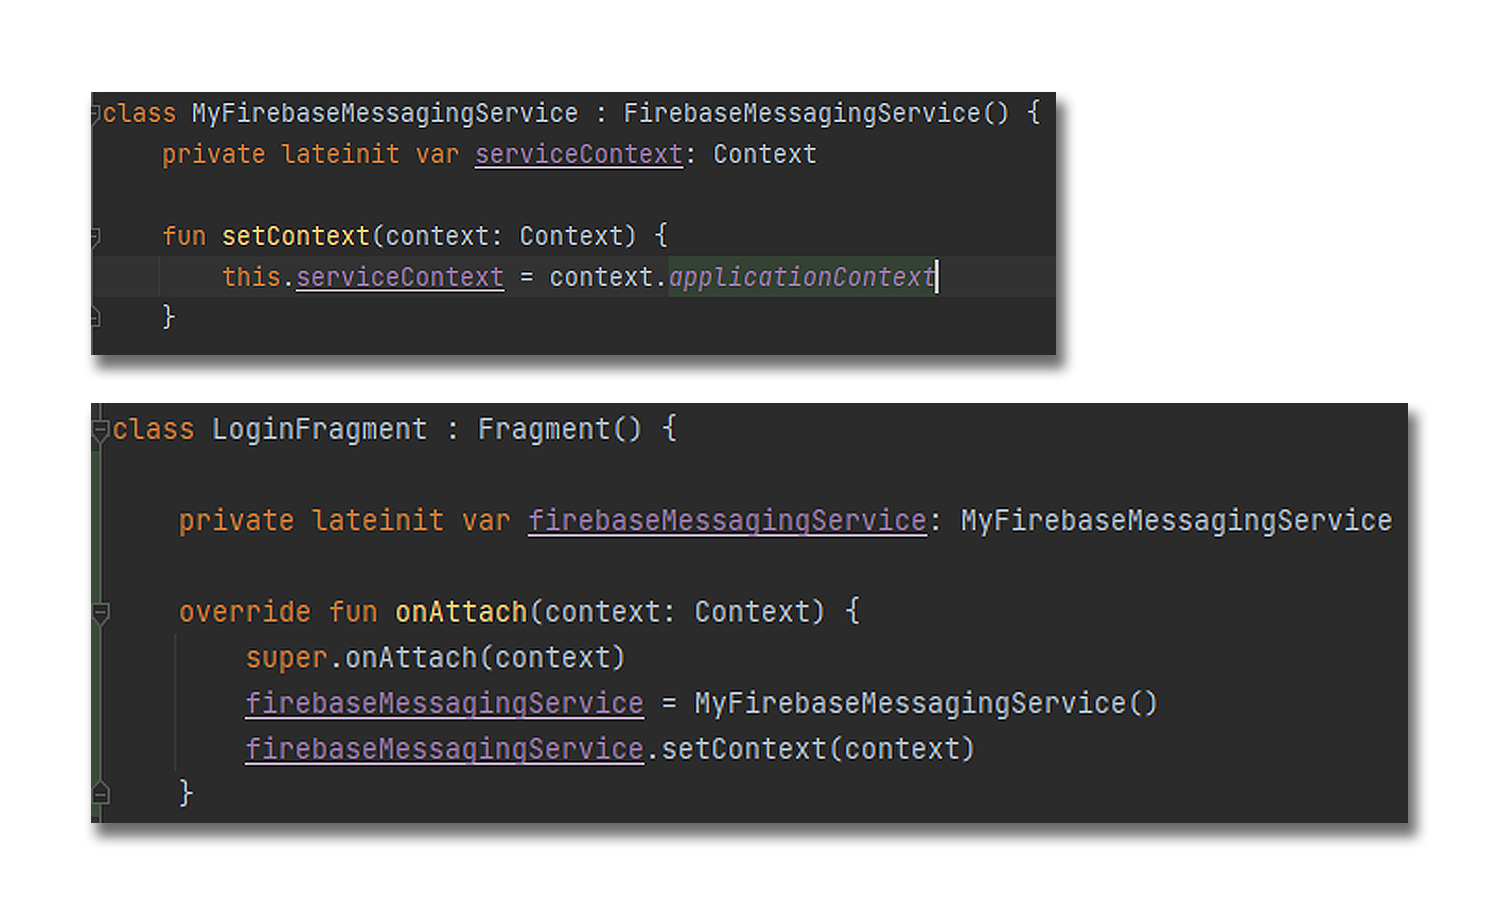 class MyFirebaseMessagingService : FirebaseMessagingService() {
private lateinit var serviceContext: Context
fun setContext(context: Context) {
this.serviceContext = context.applicationContext
}
class LoginFragment : Fragment() {
private lateinit var firebaseMessagingService: MyFirebaseMessagingService
override fun onAttach(context: Context) {
super.onAttach(context)
firebaseMessagingService = MyFirebaseMessagingService()
firebaseMessagingService.setContext(context)
}